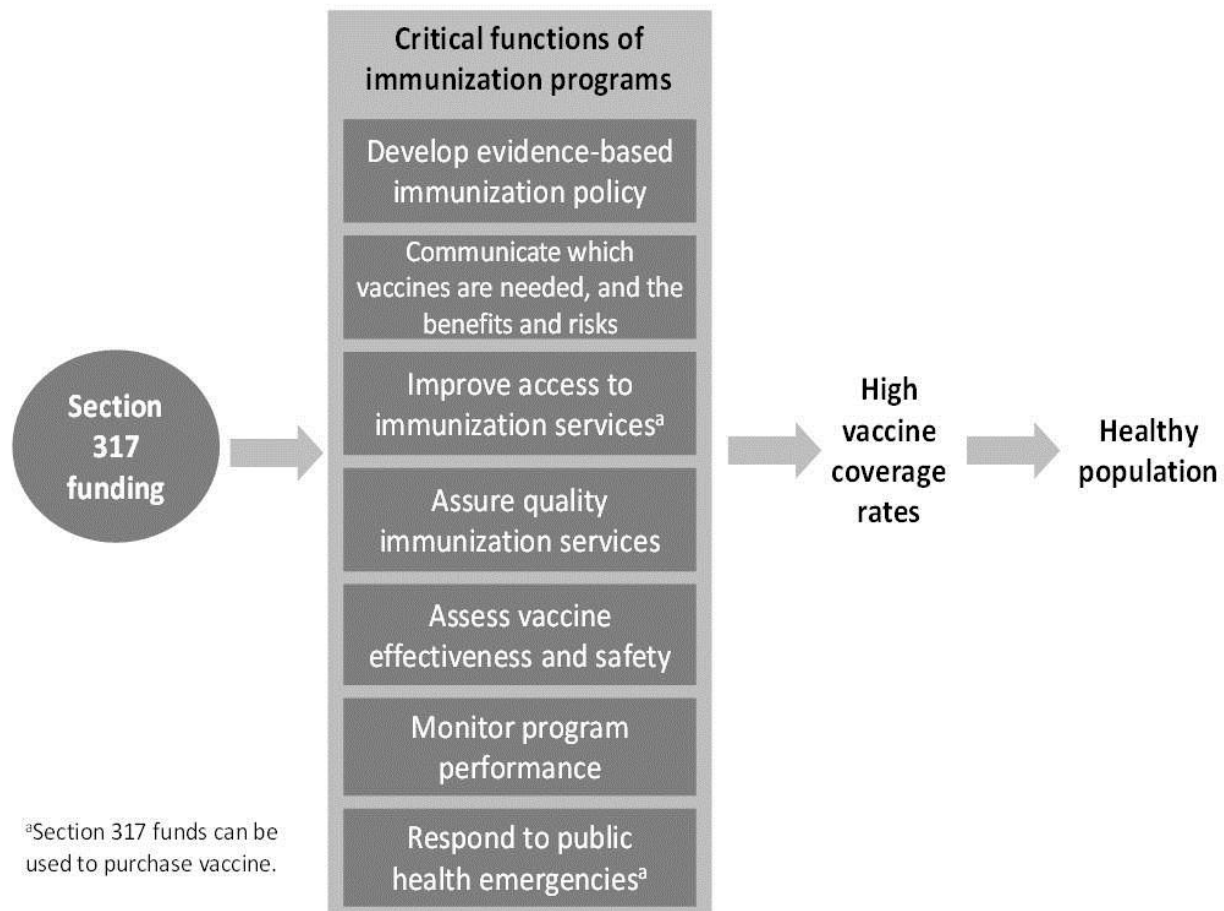 Critical functions of
immunization programs
Develop evidence-based
immunization policy
Communicate which
vaccines are needed, and the
benefits and risks
Improve access to
immunization servicesᵃ
Assure quality
immunization services
Assess vaccine
effectiveness and safety
Monitor program
performance
Respond to public
health emergenciesᵃ
Section
317
funding
High
vaccine
coverage
rates
Healthy
population
ᵃSection 317 funds can be
used to purchase vaccine.